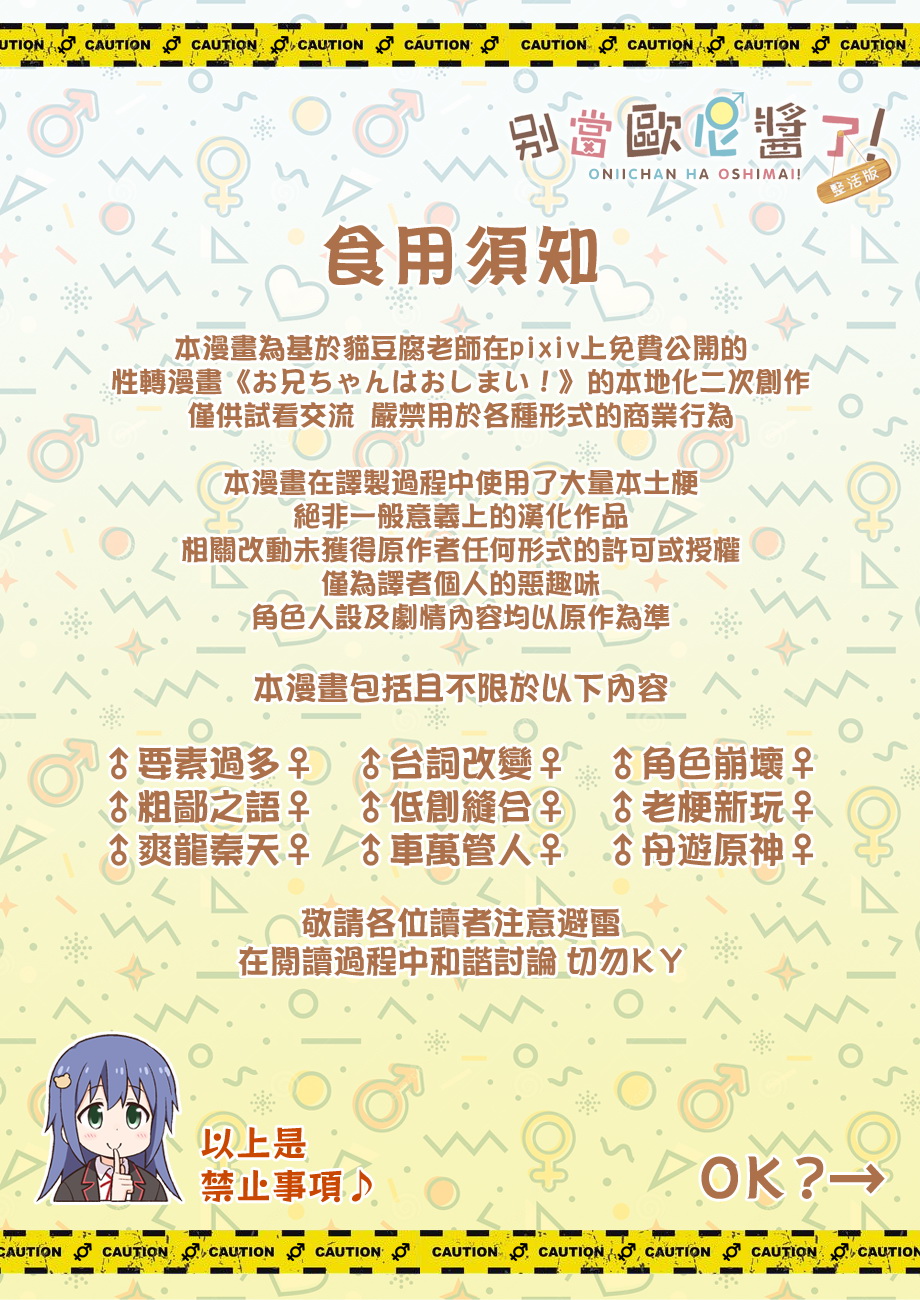 CAUTION CAUTION CAUTION CAUTION CAUTION CAUTION CAUTION CAUTION CAUTION
別當歐尼醬了!
ONIICHAN HA OSHIMAI!
整活版
食用須知
本漫畫為基於貓豆腐老師在pixiv上免費公開的
性轉漫畫《お兄ちゃんはおしまい！》的本地化二次創作
僅供試看交流 嚴禁用於各種形式的商業行為
本漫畫在譯製過程中使用了大量本土梗
絕非一般意義上的漢化作品
相關改動未獲得原作者任何形式的許可或授權
僅為譯者個人的惡趣味
角色人設及劇情內容均以原作為準
本漫畫包括且不限於以下內容
♂要素過多♀ ♂台詞改變♀ ♂角色崩壞♀
♂粗鄙之語♀ ♂低創縫合♀ ♂老梗新玩♀
♂爽龍秦天♀ ♂車萬管人♀ ♂舟遊原神♀
敬請各位讀者注意避雷
在閱讀過程中和諧討論 切勿KY
以上是
禁止事項♪
OK？→
CAUTION CAUTION CAUTION CAUTION CAUTION CAUTION CAUTION CAUTION CAUTION